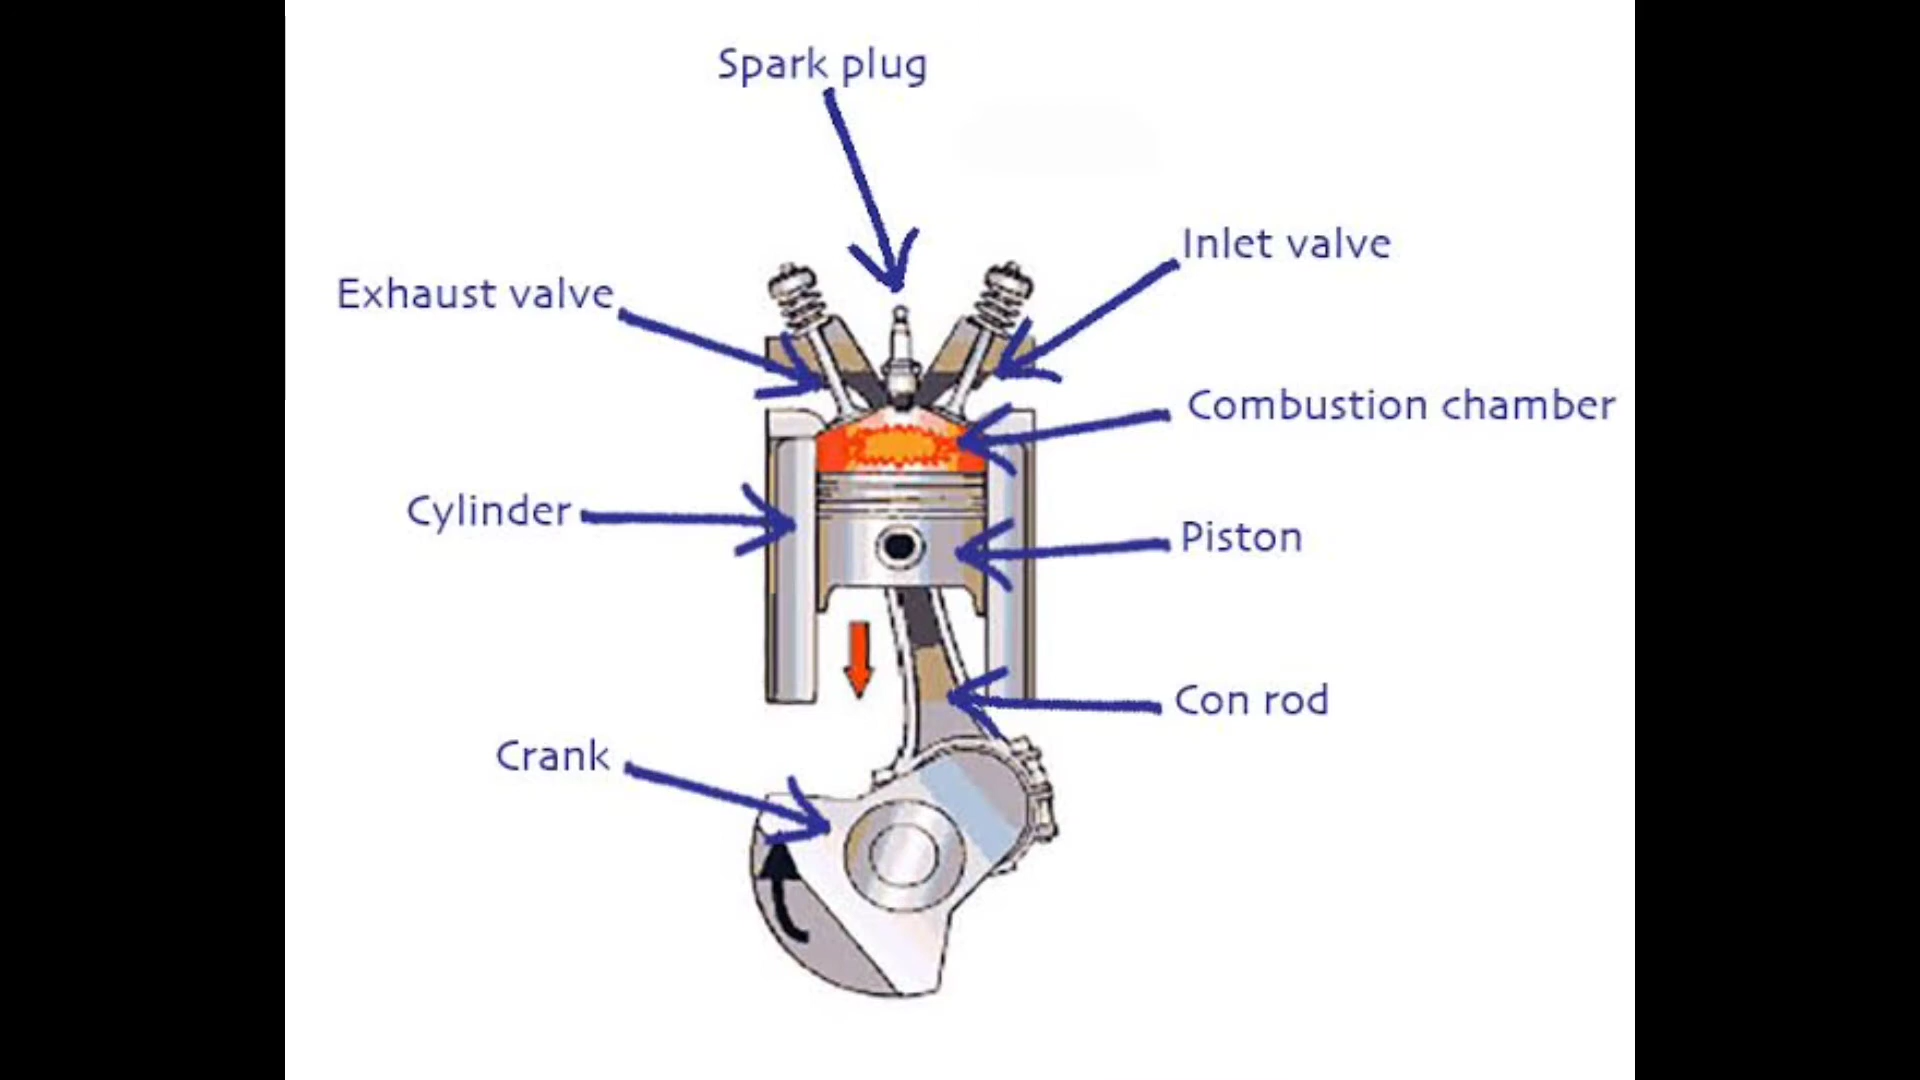 Spark plug
Inlet valve
Exhaust valve
Combustion chamber
Cylinder
Piston
Con rod
Crank